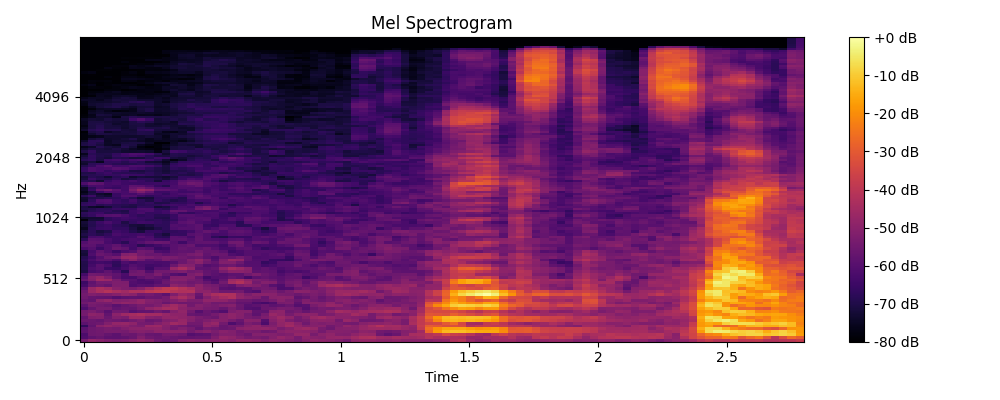 Mel Spectrogram
+0 dB
-10 dB
-20 dB
-30 dB
-40 dB
-50 dB
-60 dB
-70 dB
-80 dB
Hz
4096
2048
1024
512
0
0 0.5 1 1.5 2 2.5
Time